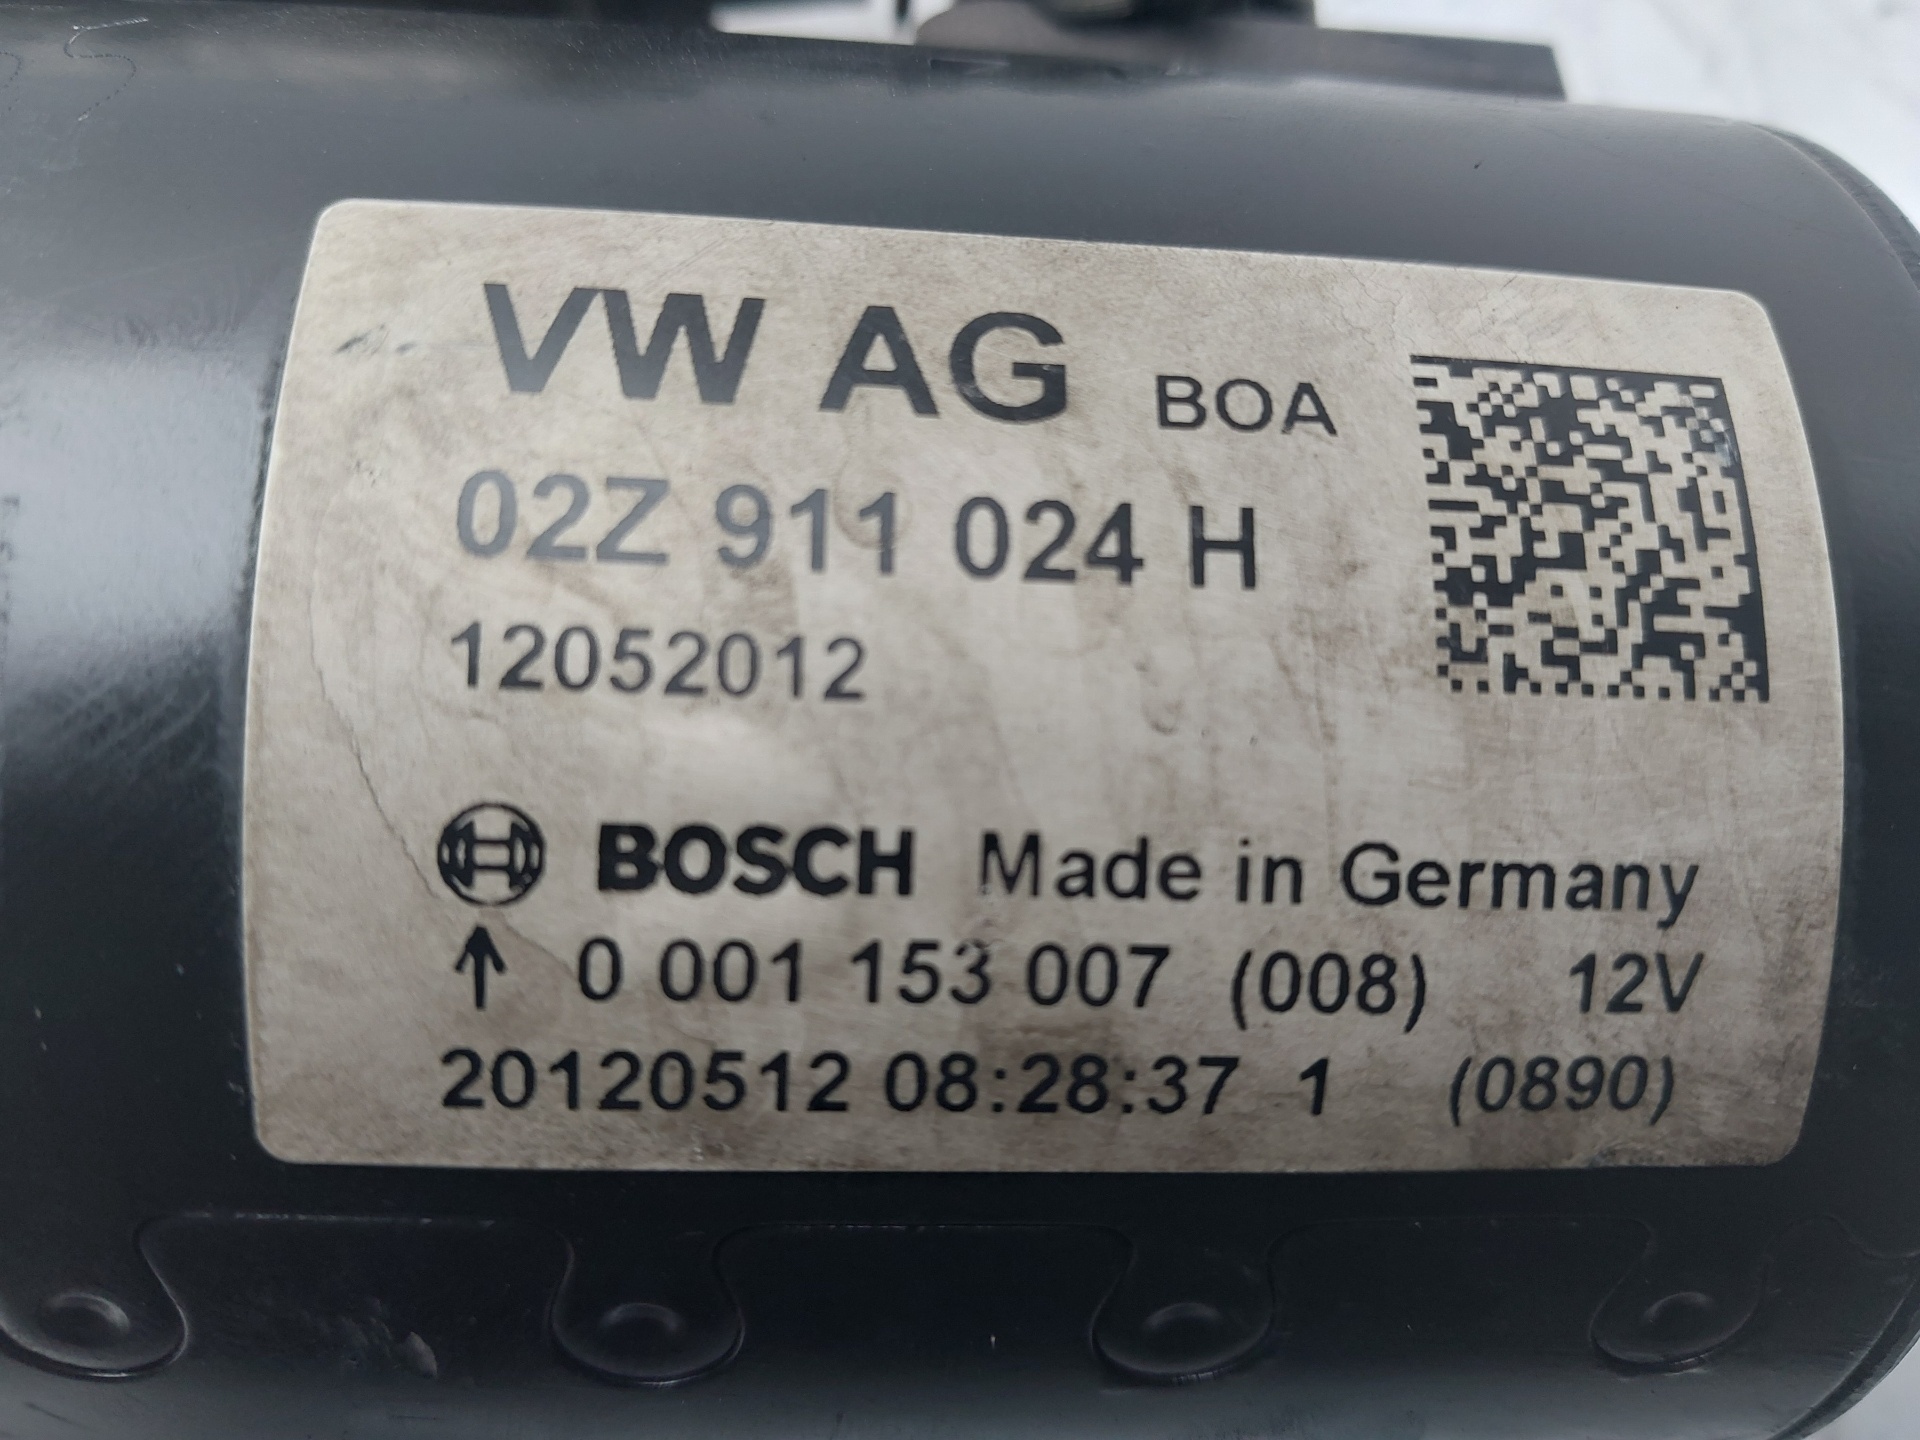 VW AG BOA
02Z 911 024 H
12052012
BOSCH Made in Germany
↑ 0 001 153 007 (008) 12V
20120512 08:28:37 1 (0890)